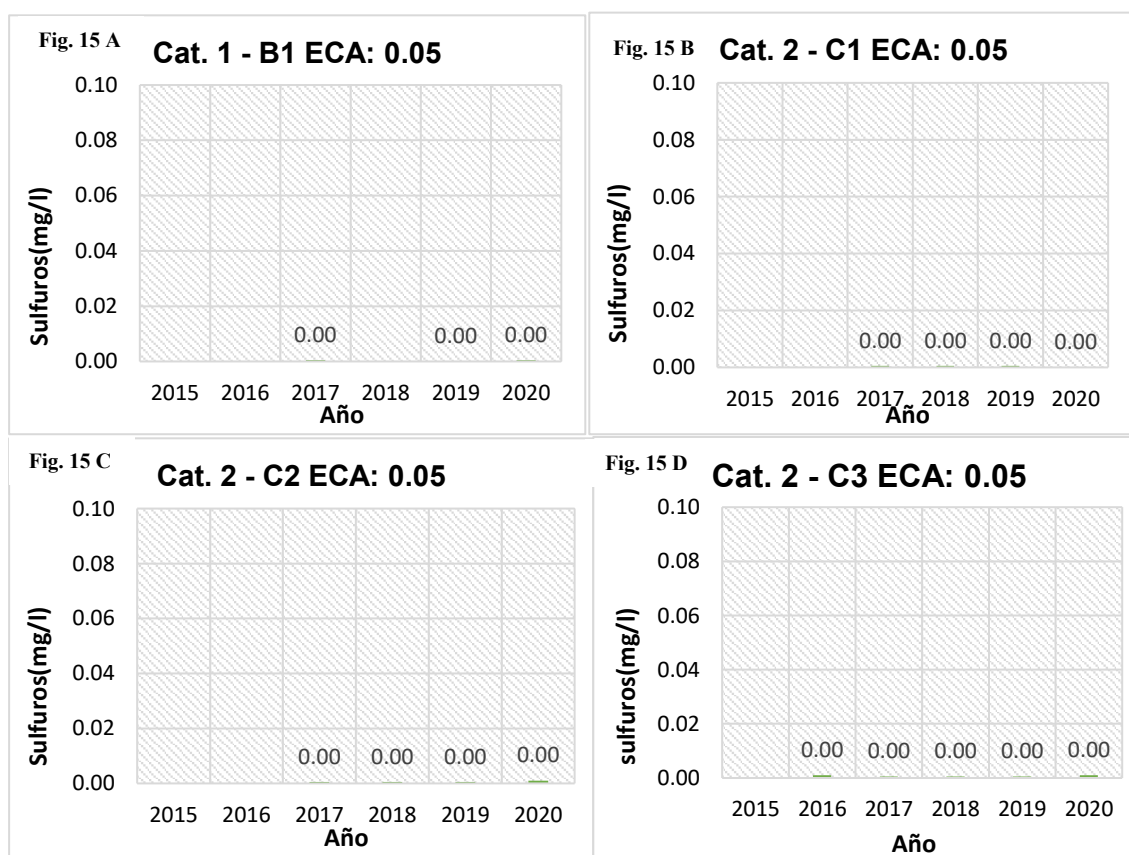 Fig. 15 A
Cat. 1 - B1 ECA: 0.05
Sulfuros(mg/l)
0.10
0.08
0.06
0.04
0.02
0.00
0.00 0.00 0.00
2015 2016 2017 2018 2019 2020
Año
Fig. 15 B
Cat. 2 - C1 ECA: 0.05
Sulfuros(mg/l)
0.10
0.08
0.06
0.04
0.02
0.00
0.00 0.00 0.00 0.00
2015 2016 2017 2018 2019 2020
Año
Fig. 15 C
Cat. 2 - C2 ECA: 0.05
Sulfuros(mg/l)
0.10
0.08
0.06
0.04
0.02
0.00
0.00 0.00 0.00 0.00
2015 2016 2017 2018 2019 2020
Año
Fig. 15 D
Cat. 2 - C3 ECA: 0.05
sulfuros(mg/l)
0.10
0.08
0.06
0.04
0.02
0.00
0.00 0.00 0.00 0.00 0.00
2015 2016 2017 2018 2019 2020
Año